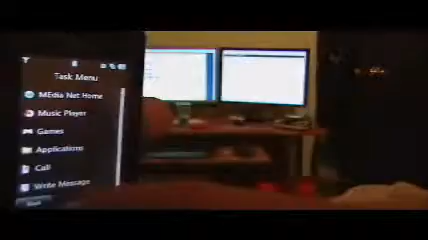 Task Menu
MEdia Net Home
Music Player
Games
Applications
Call
Write Message